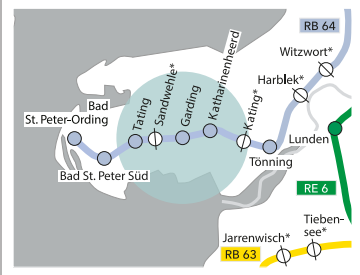 RB 64
Witzwort*
Harblek*
Bad
St. Peter-Ording
Bad St. Peter Süd
Tating
Sandwehle*
Garding
Katharinenheerd
Kating*
Tönning
Lunden
RE 6
Tieben-
see*
Jarrenwisch*
RB 63